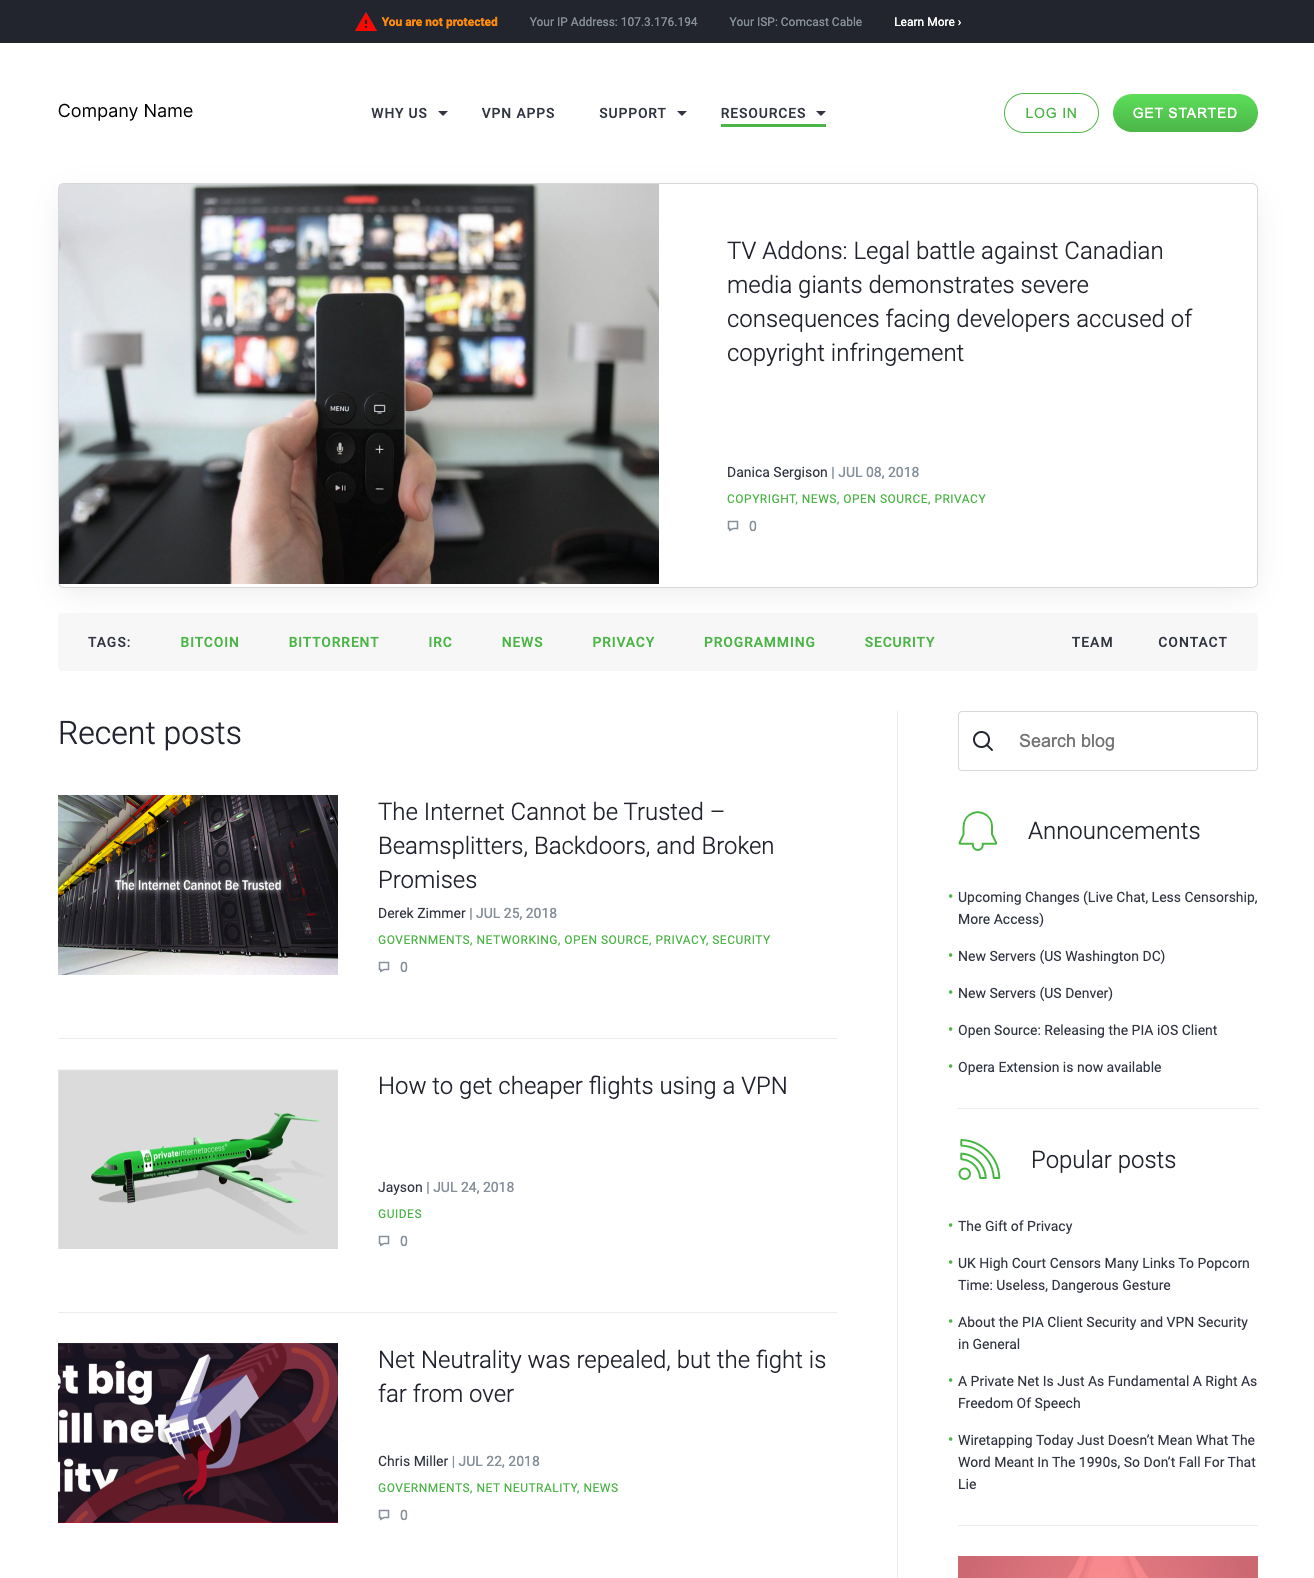 You are not protected
Your IP Address: 107.3.176.194
Your ISP: Comcast Cable
Learn More ›
Company Name
WHY US
VPN APPS
SUPPORT
RESOURCES
LOG IN
GET STARTED
MENU
TV Addons: Legal battle against Canadian
media giants demonstrates severe
consequences facing developers accused of
copyright infringement
Danica Sergison | JUL 08, 2018
COPYRIGHT, NEWS, OPEN SOURCE, PRIVACY
0
TAGS:
BITCOIN
BITTORRENT
IRC
NEWS
PRIVACY
PROGRAMMING
SECURITY
TEAM
CONTACT
Recent posts
The Internet Cannot Be Trusted
The Internet Cannot be Trusted –
Beamsplitters, Backdoors, and Broken
Promises
Derek Zimmer | JUL 25, 2018
GOVERNMENTS, NETWORKING, OPEN SOURCE, PRIVACY, SECURITY
0
privateinternetaccess
How to get cheaper flights using a VPN
Jayson | JUL 24, 2018
GUIDES
0
t big
ill net
lity
Net Neutrality was repealed, but the fight is
far from over
Chris Miller | JUL 22, 2018
GOVERNMENTS, NET NEUTRALITY, NEWS
0
Search blog
Announcements
• Upcoming Changes (Live Chat, Less Censorship,
More Access)
• New Servers (US Washington DC)
• New Servers (US Denver)
• Open Source: Releasing the PIA iOS Client
• Opera Extension is now available
Popular posts
• The Gift of Privacy
• UK High Court Censors Many Links To Popcorn
Time: Useless, Dangerous Gesture
• About the PIA Client Security and VPN Security
in General
• A Private Net Is Just As Fundamental A Right As
Freedom Of Speech
• Wiretapping Today Just Doesn’t Mean What The
Word Meant In The 1990s, So Don’t Fall For That
Lie